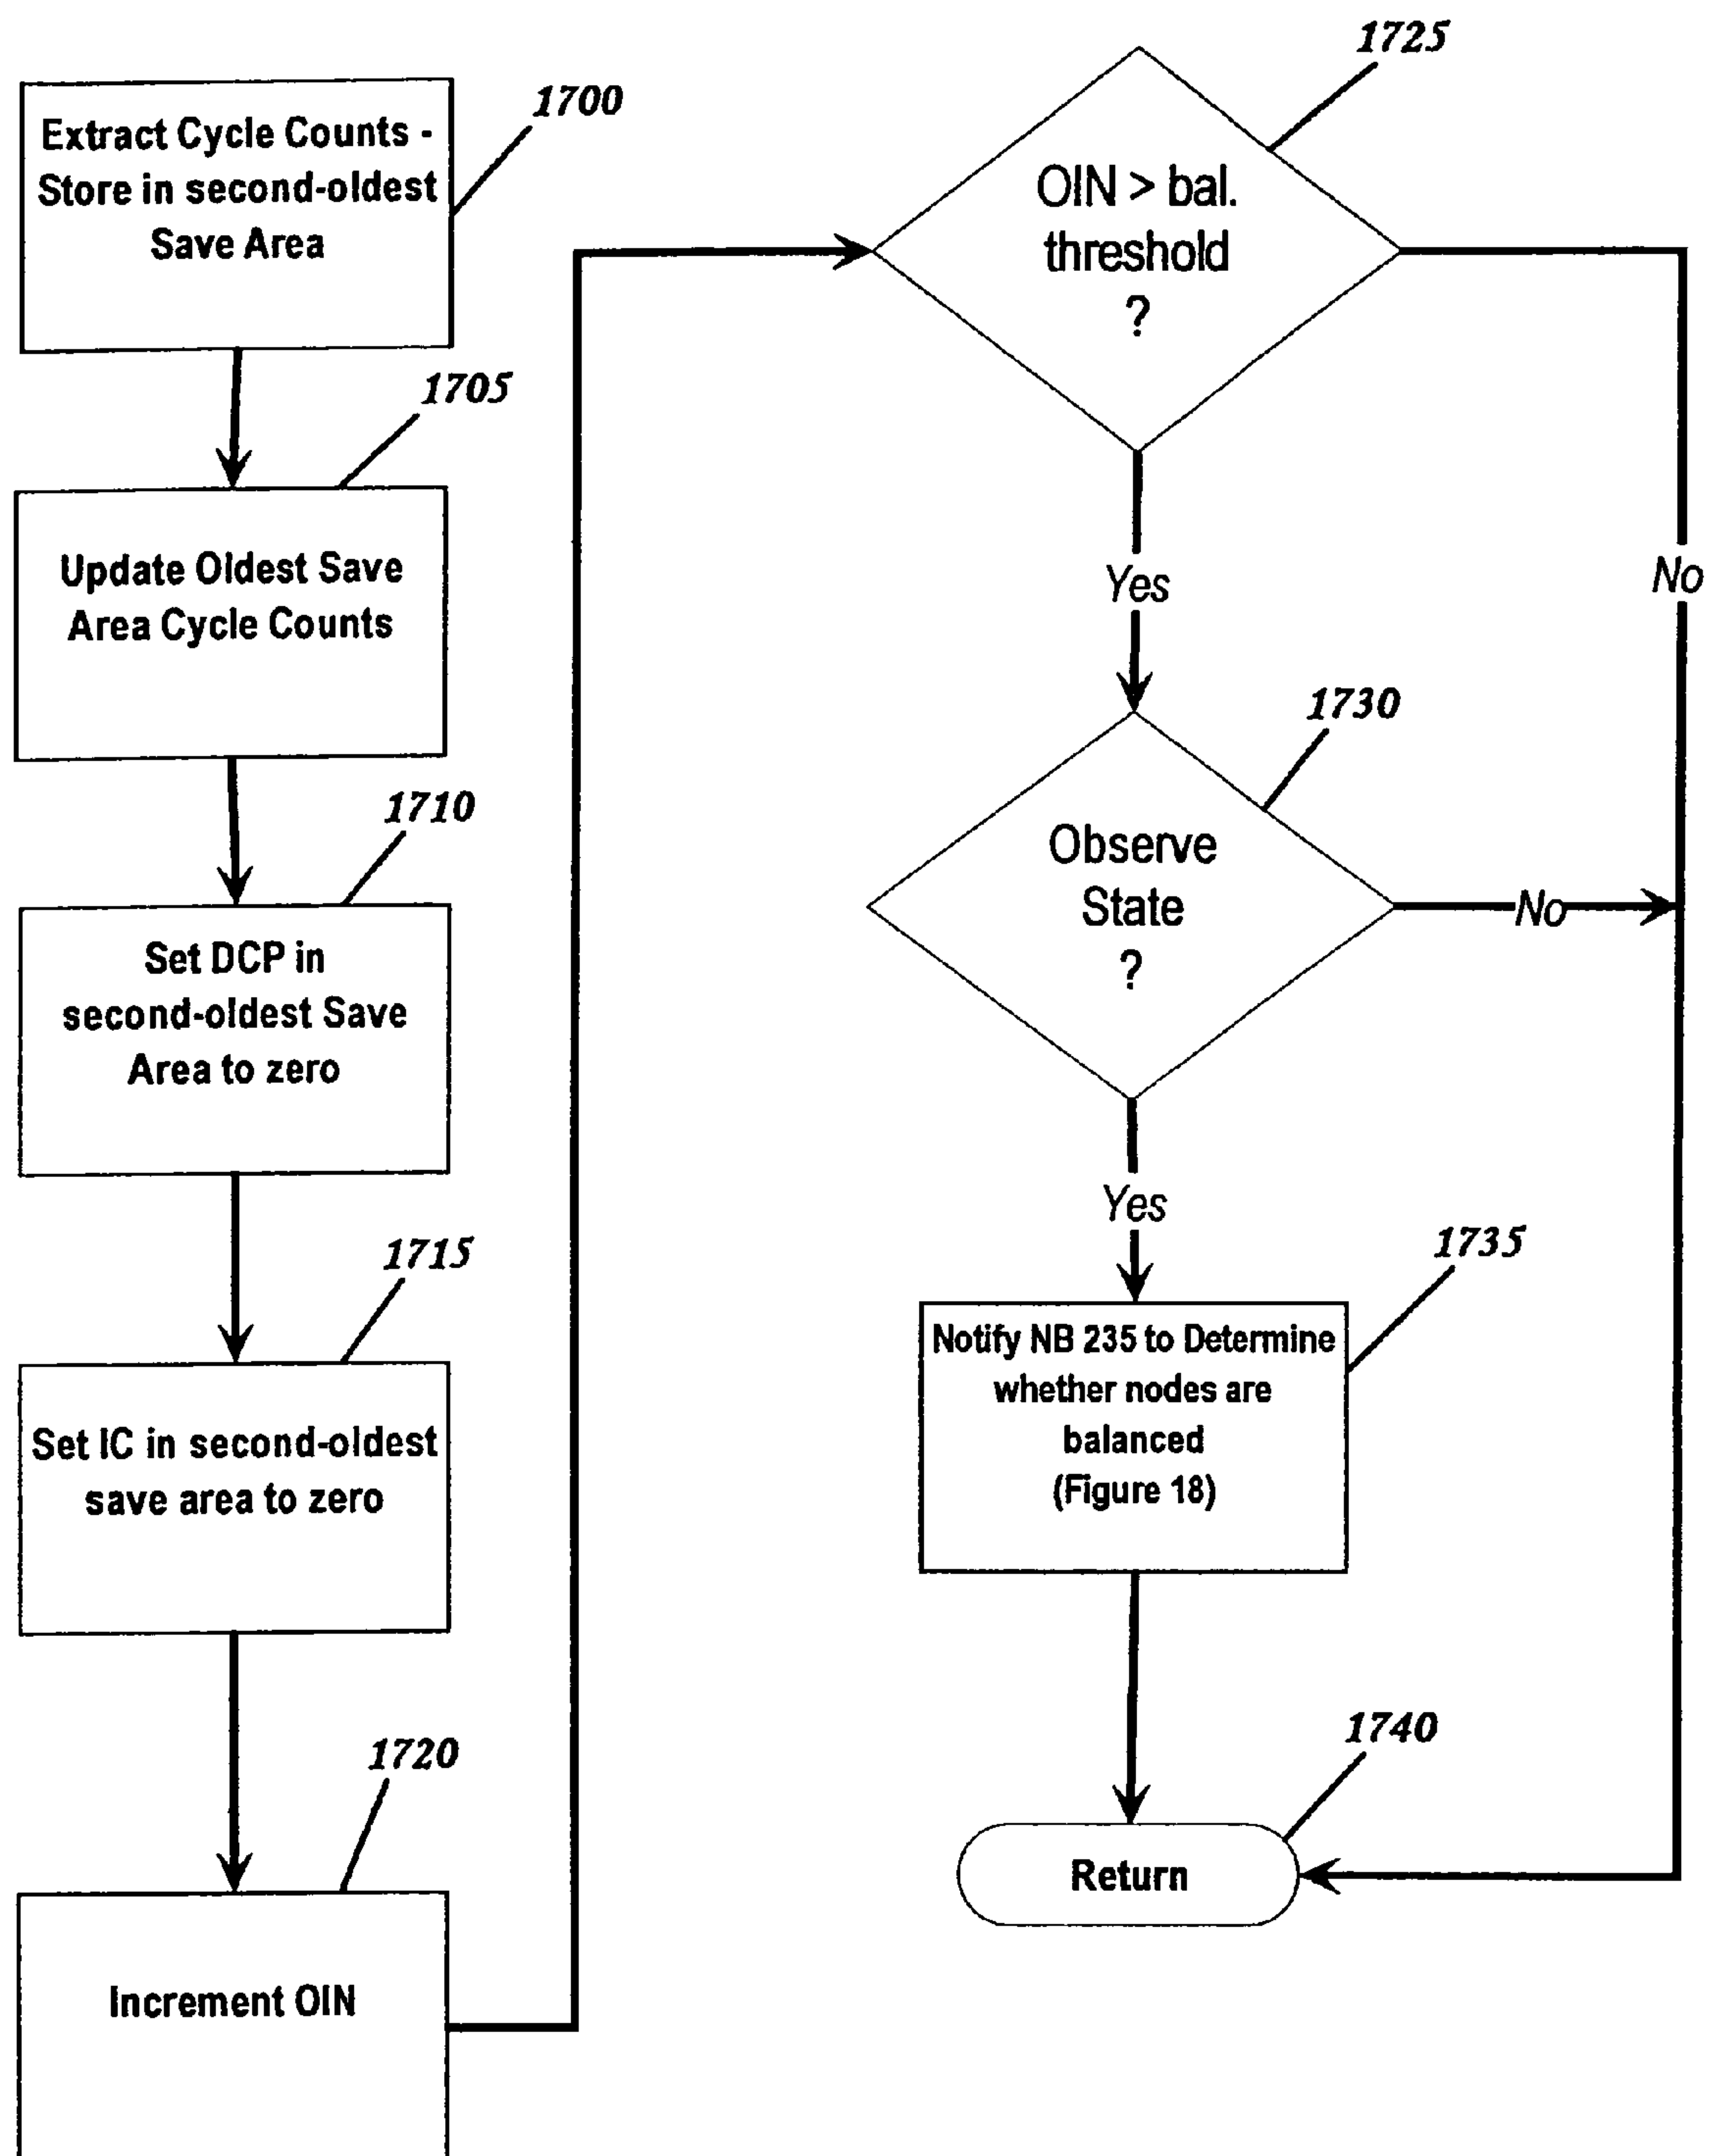 1700
Extract Cycle Counts -
Store in second-oldest
Save Area
1705
Update Oldest Save
Area Cycle Counts
1710
Set DCP in
second-oldest Save
Area to zero
1715
Set IC in second-oldest
save area to zero
1720
Increment OIN
1725
OIN > bal.
threshold
?
No
Yes
1730
Observe
State
?
No
Yes
1735
Notify NB 235 to Determine
whether nodes are
balanced
(Figure 18)
1740
Return